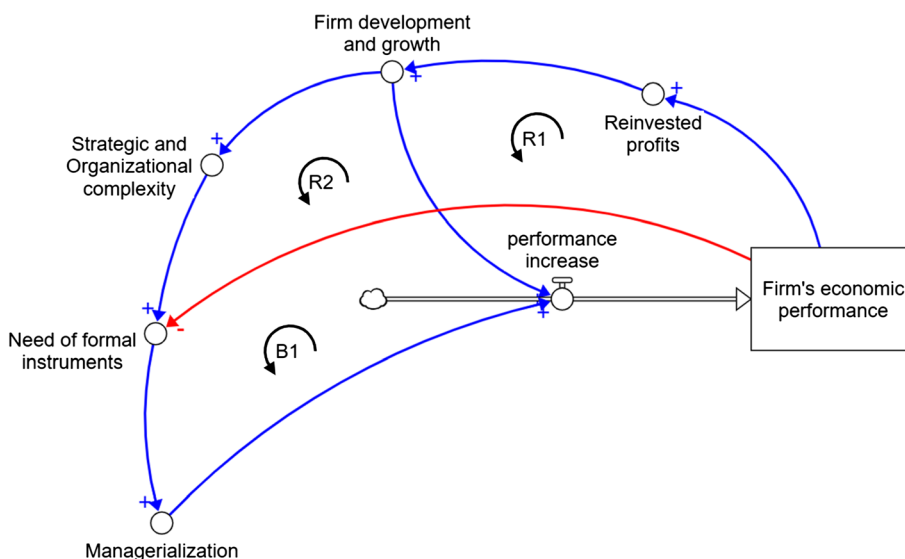 Firm development
and growth
+
+
Reinvested
profits
R1
+
Strategic and
Organizational
complexity
R2
performance
increase
Firm's economic
performance
+
+
-
Need of formal
instruments
B1
+
Managerialization